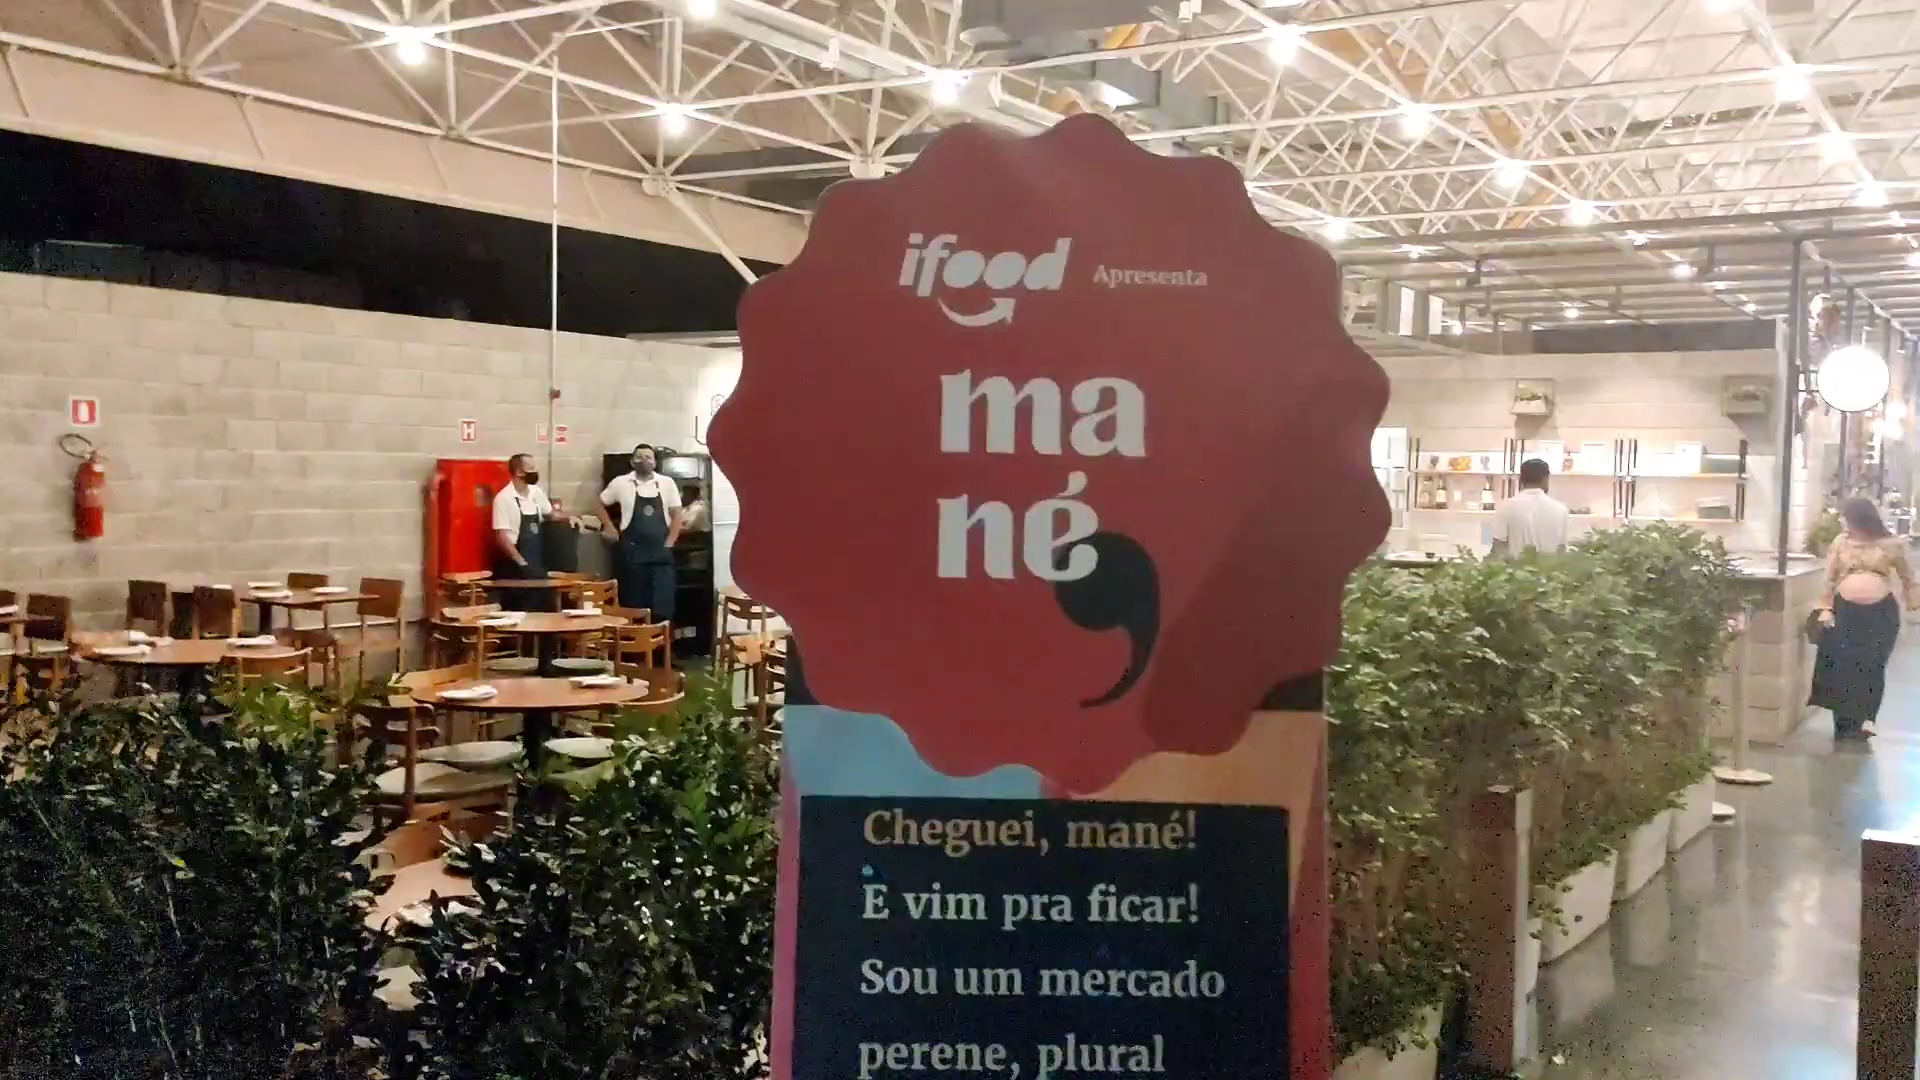 ifood Apresenta
ma
né,
Cheguei, mané!
E vim pra ficar!
Sou um mercado
perene, plural
H